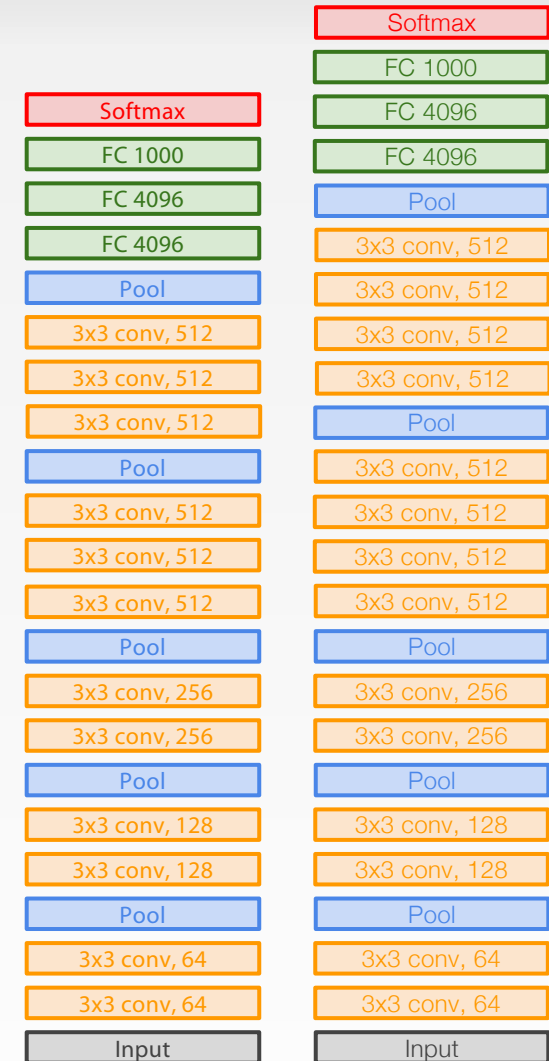 Softmax
FC 1000
FC 4096
FC 4096
Pool
3x3 conv, 512
3x3 conv, 512
3x3 conv, 512
Pool
3x3 conv, 512
3x3 conv, 512
3x3 conv, 512
Pool
3x3 conv, 256
3x3 conv, 256
Pool
3x3 conv, 128
3x3 conv, 128
Pool
3x3 conv, 64
3x3 conv, 64
Input
Softmax
FC 1000
FC 4096
FC 4096
Pool
3x3 conv, 512
3x3 conv, 512
3x3 conv, 512
3x3 conv, 512
Pool
3x3 conv, 512
3x3 conv, 512
3x3 conv, 512
3x3 conv, 512
Pool
3x3 conv, 256
3x3 conv, 256
Pool
3x3 conv, 128
3x3 conv, 128
Pool
3x3 conv, 64
3x3 conv, 64
Input